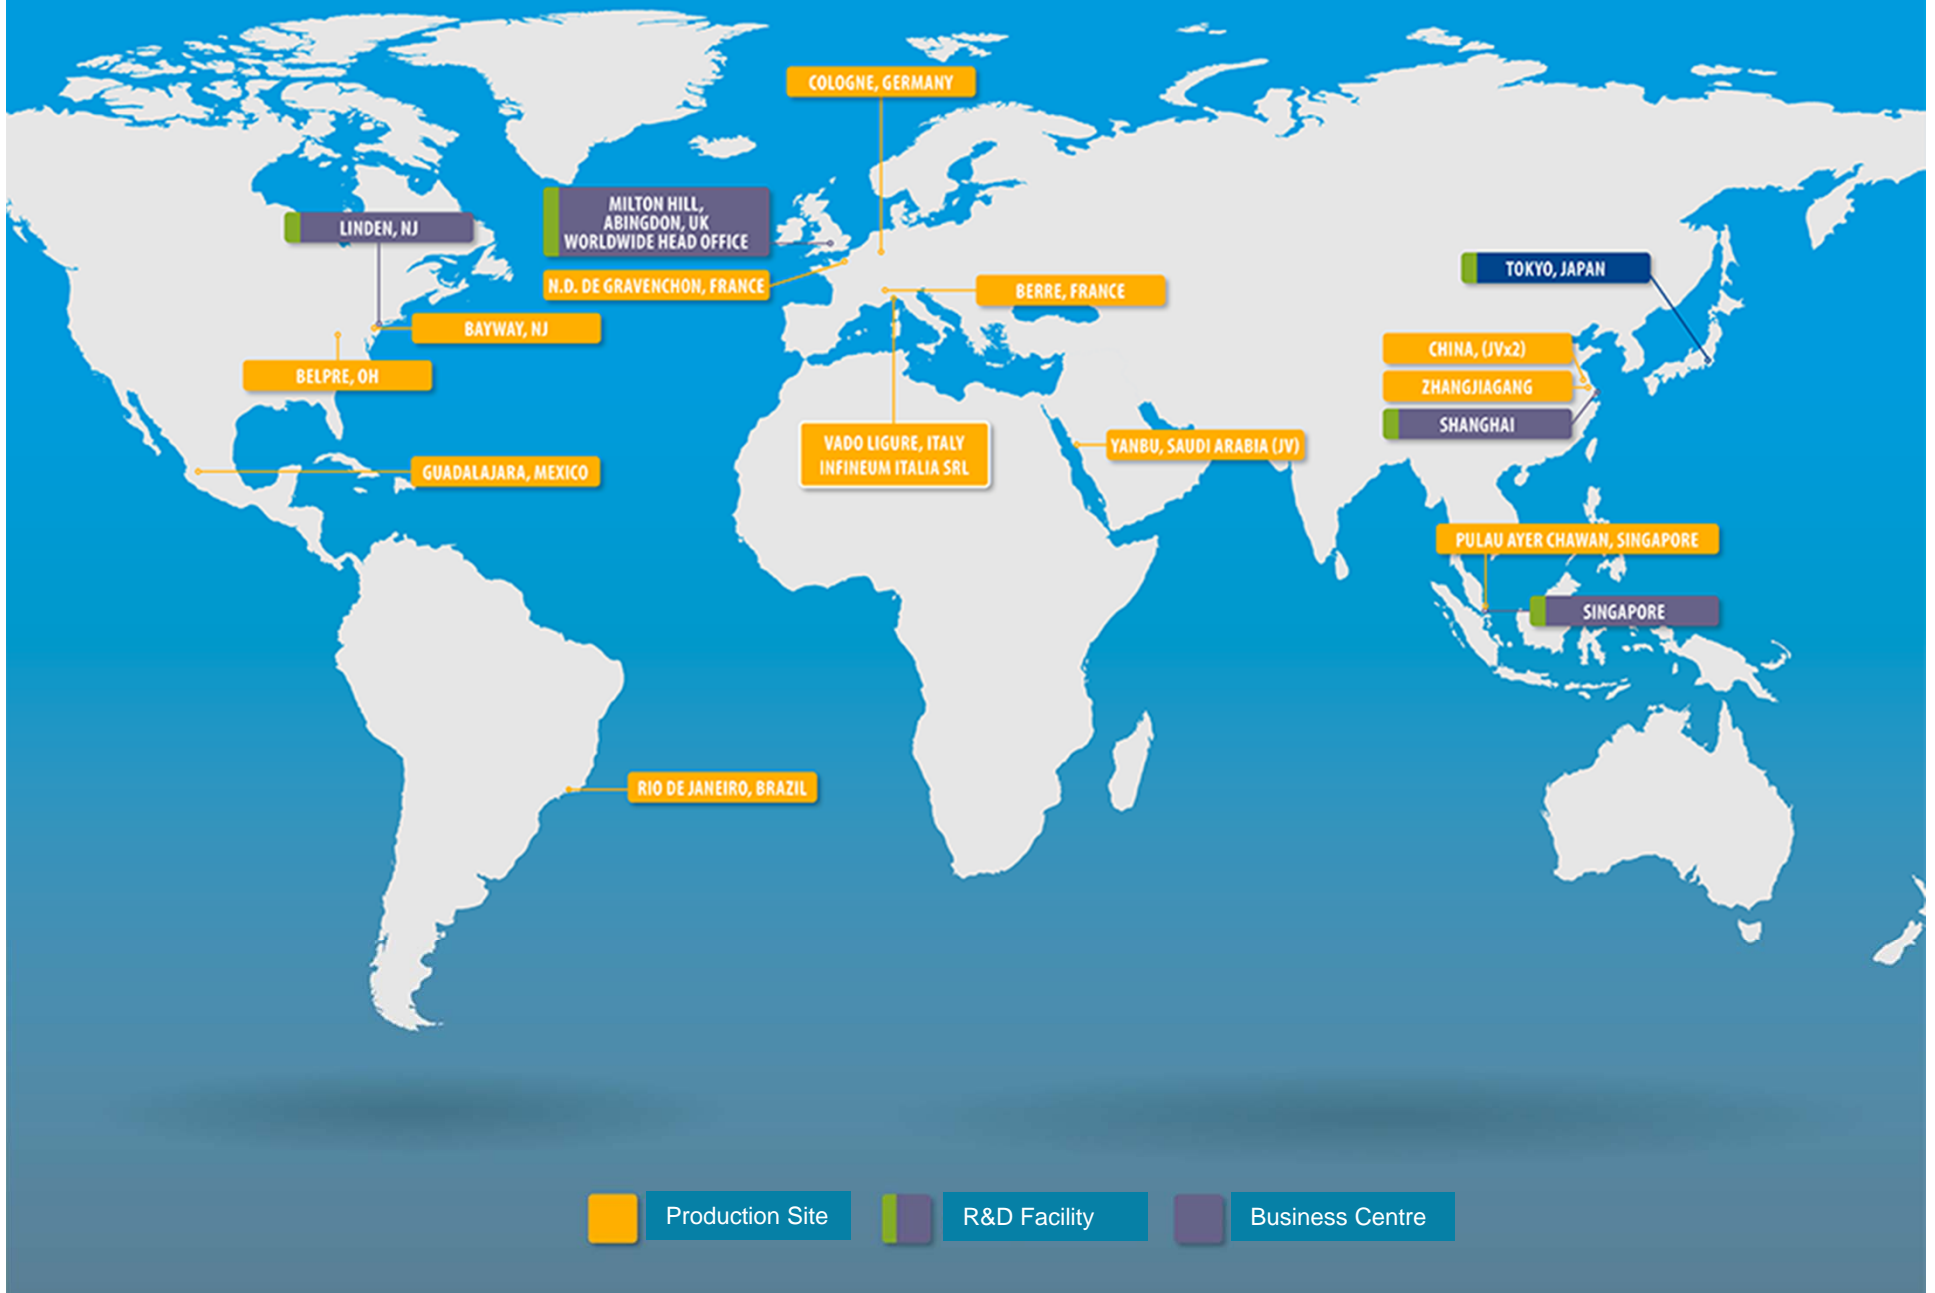 COLOGNE, GERMANY
MILTON HILL,
ABINGDON, UK
WORLDWIDE HEAD OFFICE
LINDEN, NJ
TOKYO, JAPAN
N.D. DE GRAVENCHON, FRANCE
BERRE, FRANCE
BAYWAY, NJ
CHINA, (JVx2)
BELPRE, OH
ZHANGJIAGANG
SHANGHAI
VADO LIGURE, ITALY
INFINEUM ITALIA SRL
YANBU, SAUDI ARABIA (JV)
GUADALAJARA, MEXICO
PULAU AYER CHAWAN, SINGAPORE
SINGAPORE
RIO DE JANEIRO, BRAZIL
Production Site
R&D Facility
Business Centre